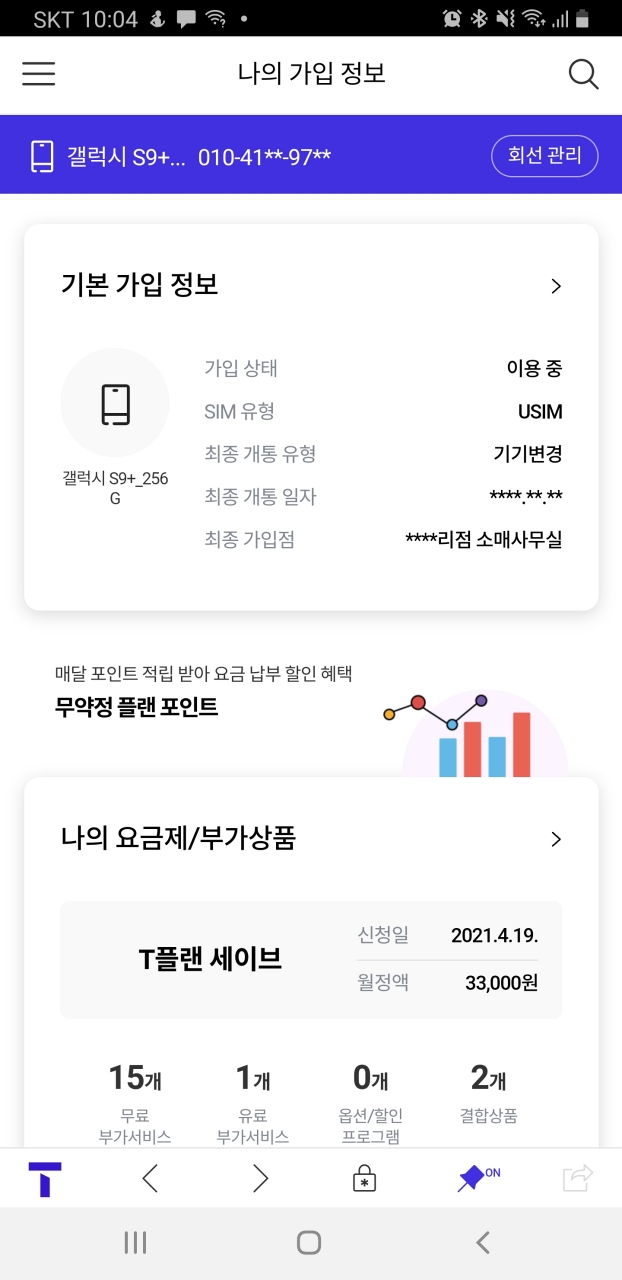 SKT 10:04
나의 가입 정보
갤럭시 S9+... 010-41**-97**
회선 관리
기본 가입 정보
갤럭시 S9+_256
G
가입 상태 이용 중
SIM 유형 USIM
최종 개통 유형 기기변경
최종 개통 일자 ****.**.**
최종 가입점 ****리점 소매사무실
매달 포인트 적립 받아 요금 납부 할인 혜택
무약정 플랜 포인트
나의 요금제/부가상품
T플랜 세이브
신청일 2021.4.19.
월정액 33,000원
15개 1개 0개 2개
무료 유료 옵션/할인 결합상품
부가서비스 부가서비스 프로그램
ON